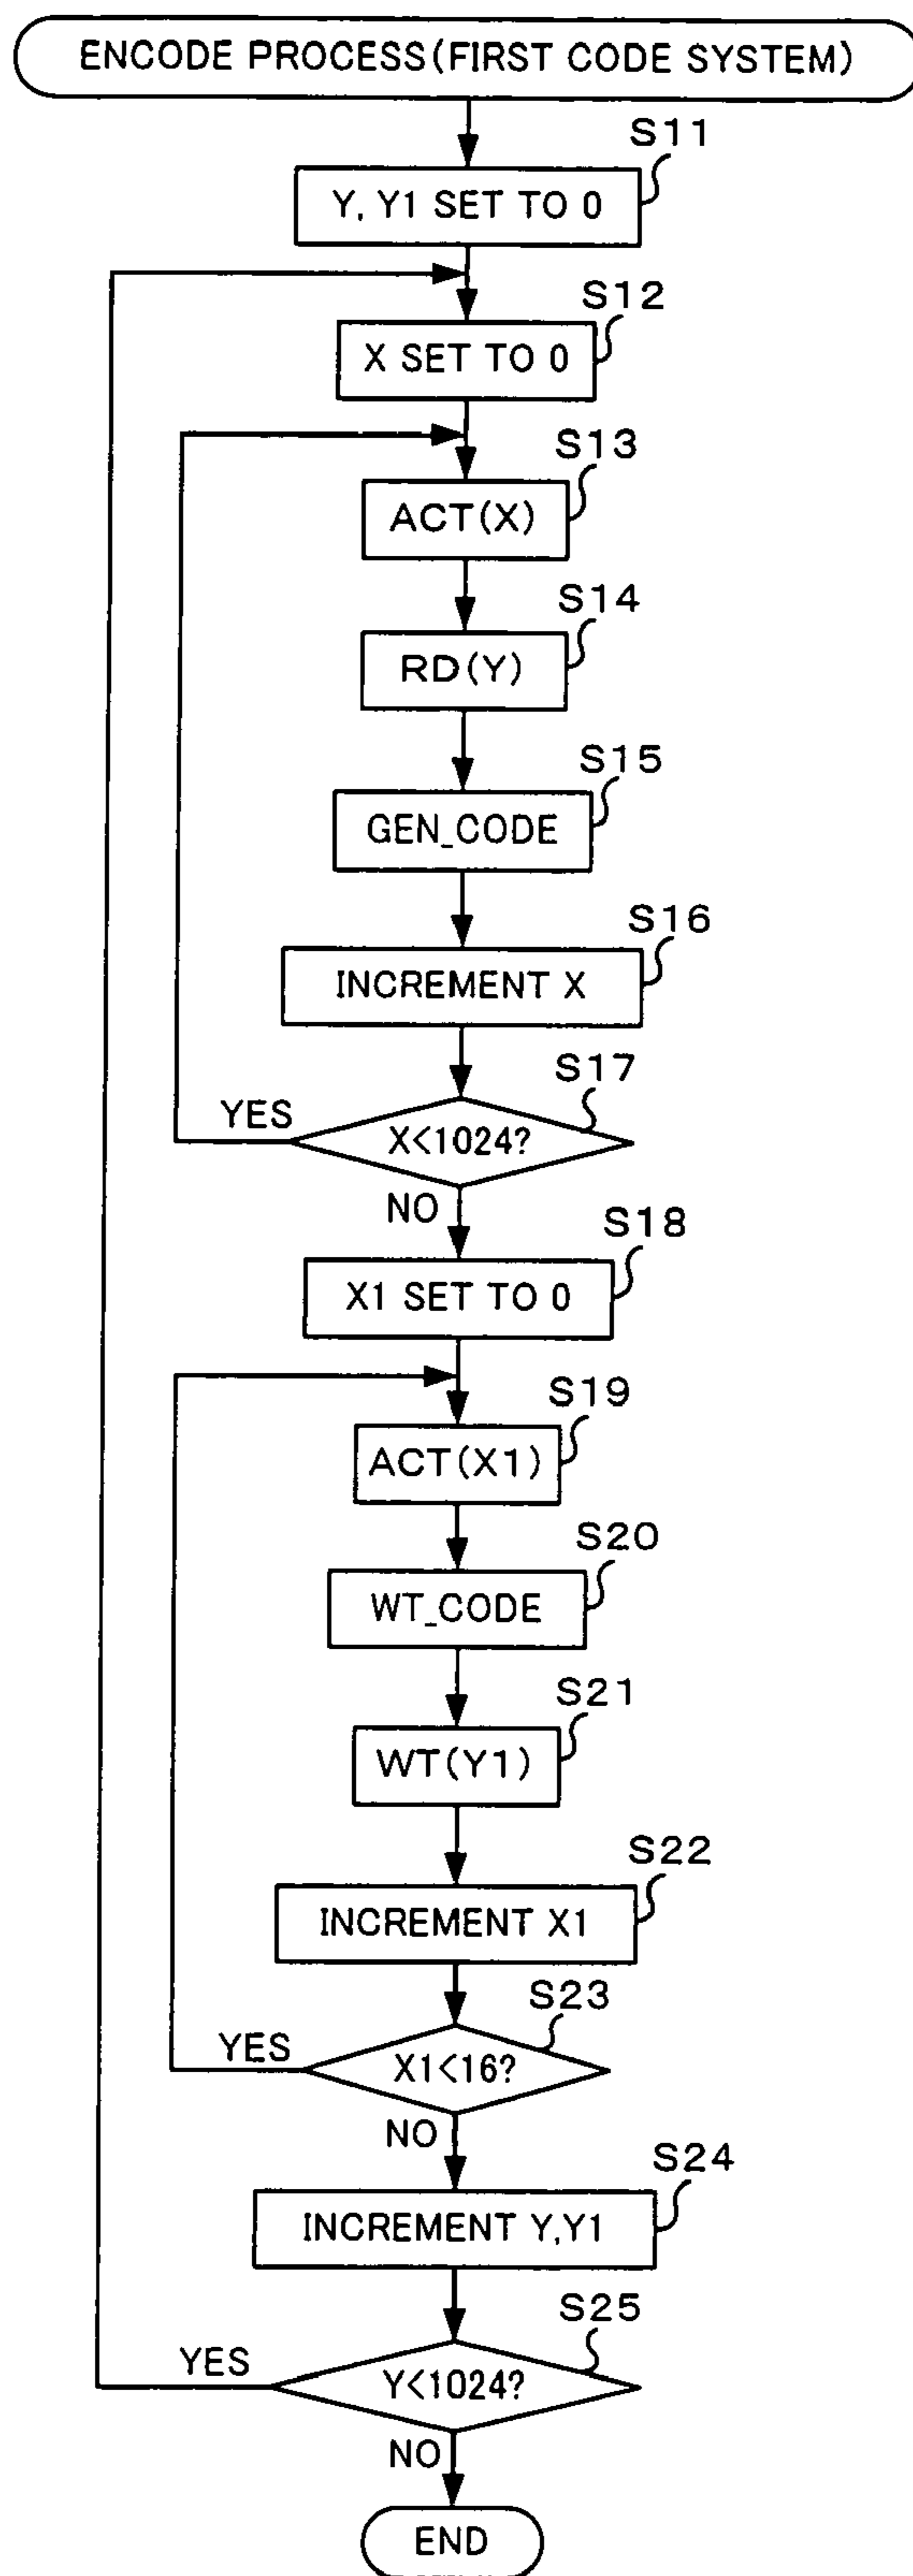 ENCODE PROCESS(FIRST CODE SYSTEM)
S11
Y, Y1 SET TO 0
S12
X SET TO 0
S13
ACT(X)
S14
RD(Y)
S15
GEN_CODE
S16
INCREMENT X
S17
YES
X<1024?
NO
S18
X1 SET TO 0
S19
ACT(X1)
S20
WT_CODE
S21
WT(Y1)
S22
INCREMENT X1
S23
YES
X1<16?
NO
S24
INCREMENT Y,Y1
S25
YES
Y<1024?
NO
END